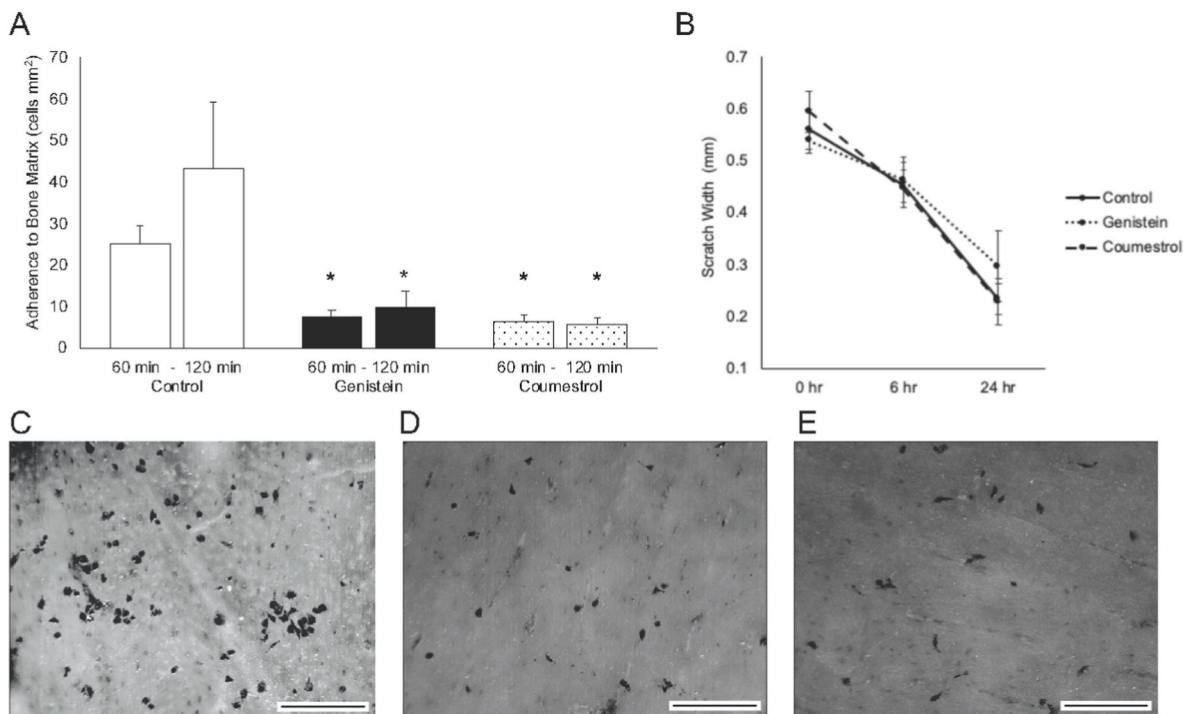 A
Adherence to Bone Matrix (cells mm²)
70
60
50
40
30
20
10
0
* * * *
60 min - 120 min 60 min - 120 min 60 min - 120 min
Control Genistein Coumestrol
B
Scratch Width (mm)
0.7
0.6
0.5
0.4
0.3
0.2
0.1
0 hr 6 hr 24 hr
Control
Genistein
Coumestrol
C D E